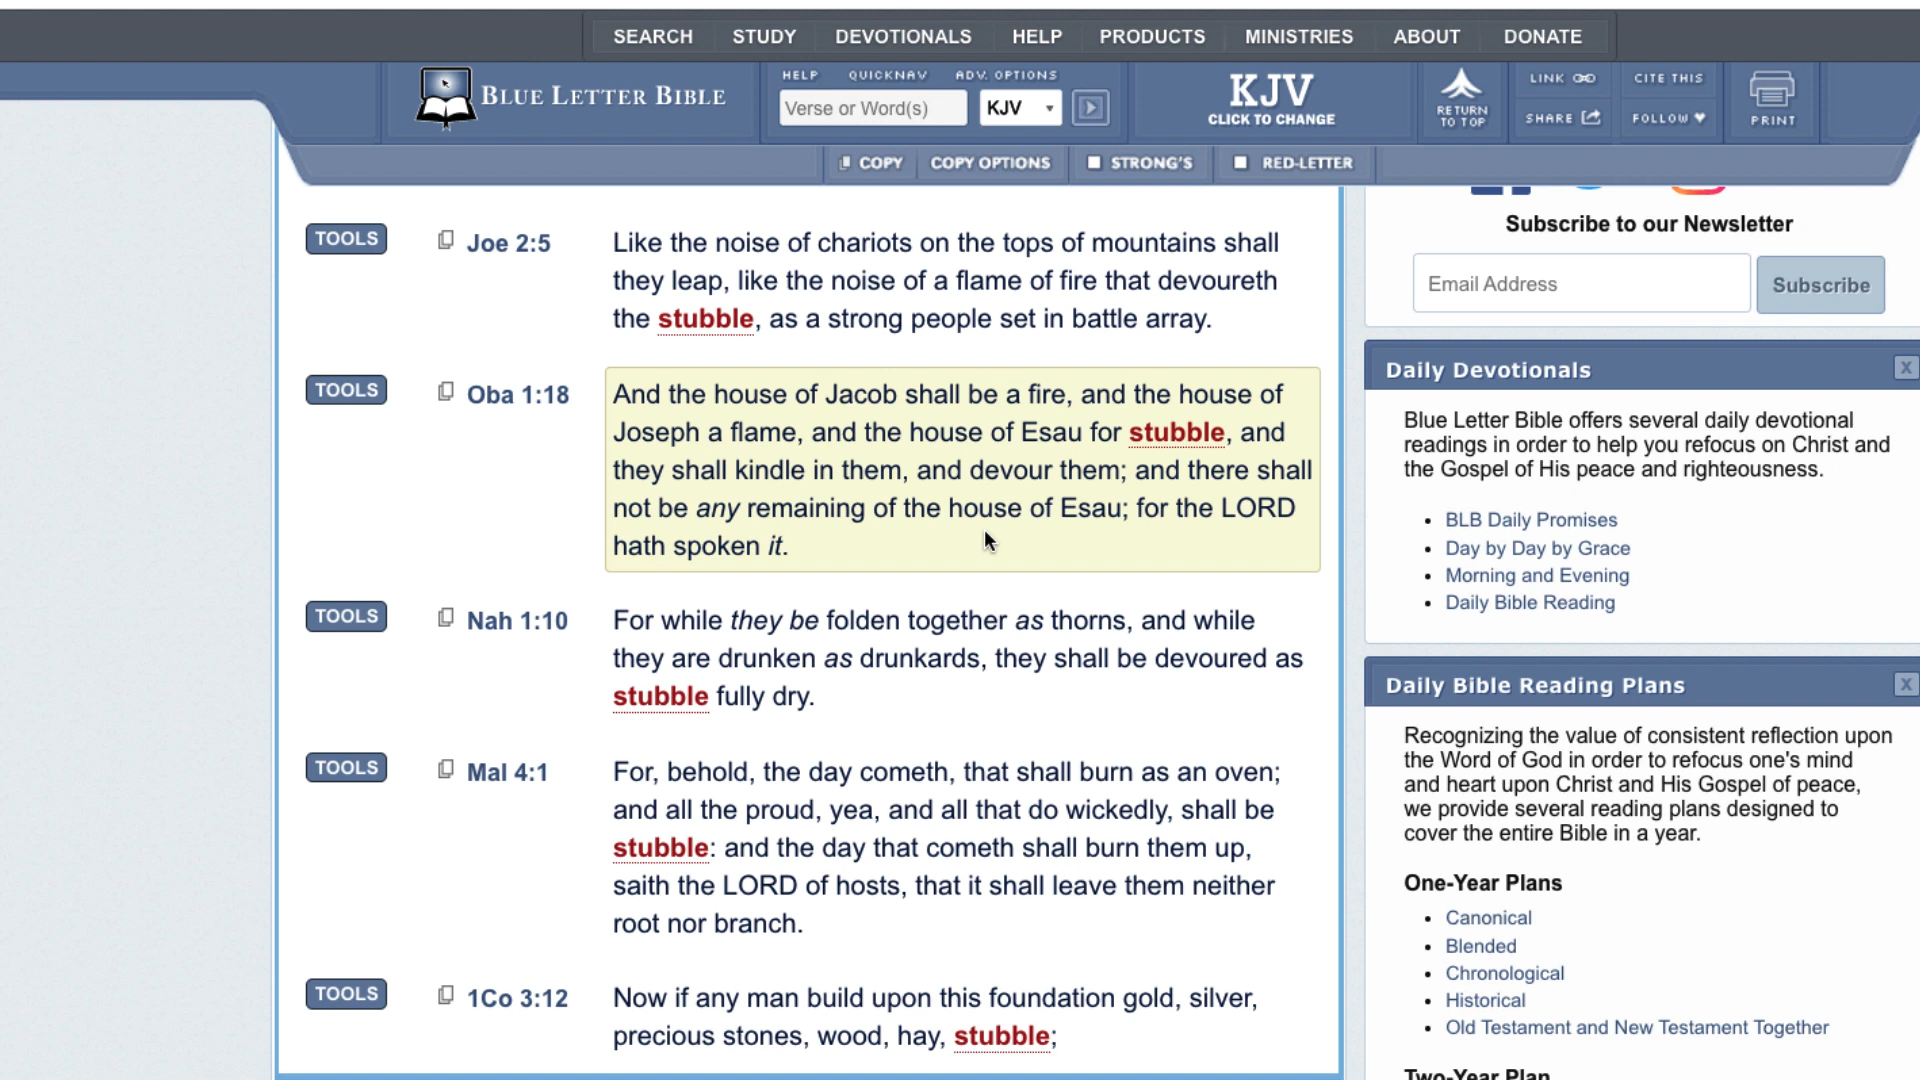 SEARCH STUDY DEVOTIONALS HELP PRODUCTS MINISTRIES ABOUT DONATE
BLUE LETTER BIBLE
HELP QUICKNAV ADV. OPTIONS
Verse or Word(s) KJV
KJV
CLICK TO CHANGE
RETURN
TO TOP
LINK
SHARE
CITE THIS
FOLLOW
PRINT
COPY COPY OPTIONS STRONG'S RED-LETTER
TOOLS Joe 2:5 Like the noise of chariots on the tops of mountains shall
they leap, like the noise of a flame of fire that devoureth
the stubble, as a strong people set in battle array.
TOOLS Oba 1:18 And the house of Jacob shall be a fire, and the house of
Joseph a flame, and the house of Esau for stubble, and
they shall kindle in them, and devour them; and there shall
not be any remaining of the house of Esau; for the LORD
hath spoken it.
TOOLS Nah 1:10 For while they be folden together as thorns, and while
they are drunken as drunkards, they shall be devoured as
stubble fully dry.
TOOLS Mal 4:1 For, behold, the day cometh, that shall burn as an oven;
and all the proud, yea, and all that do wickedly, shall be
stubble: and the day that cometh shall burn them up,
saith the LORD of hosts, that it shall leave them neither
root nor branch.
TOOLS 1Co 3:12 Now if any man build upon this foundation gold, silver,
precious stones, wood, hay, stubble;
Subscribe to our Newsletter
Email Address Subscribe
Daily Devotionals X
Blue Letter Bible offers several daily devotional
readings in order to help you refocus on Christ and
the Gospel of His peace and righteousness.
• BLB Daily Promises
• Day by Day by Grace
• Morning and Evening
• Daily Bible Reading
Daily Bible Reading Plans X
Recognizing the value of consistent reflection upon
the Word of God in order to refocus one's mind
and heart upon Christ and His Gospel of peace,
we provide several reading plans designed to
cover the entire Bible in a year.
One-Year Plans
• Canonical
• Blended
• Chronological
• Historical
• Old Testament and New Testament Together
Two-Year Plan